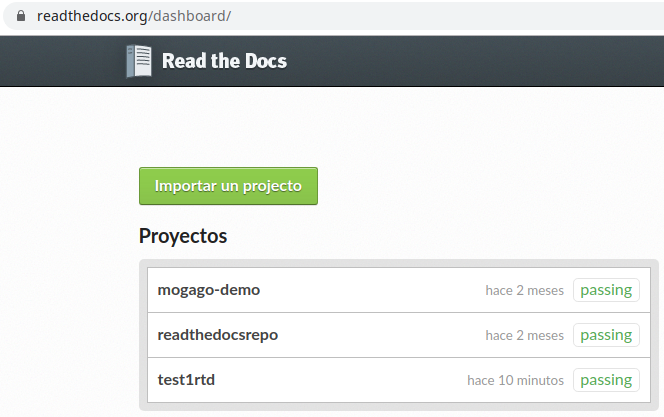 readthedocs.org/dashboard/
Read the Docs
Importar un projecto
Proyectos
mogago-demo hace 2 meses passing
readthedocsrepo hace 2 meses passing
test1rtd hace 10 minutos passing